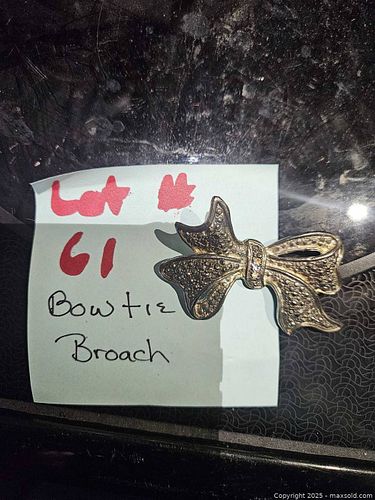 Lot #
61
Bowtie
Broach
Copyright 2025 - maxsold.com